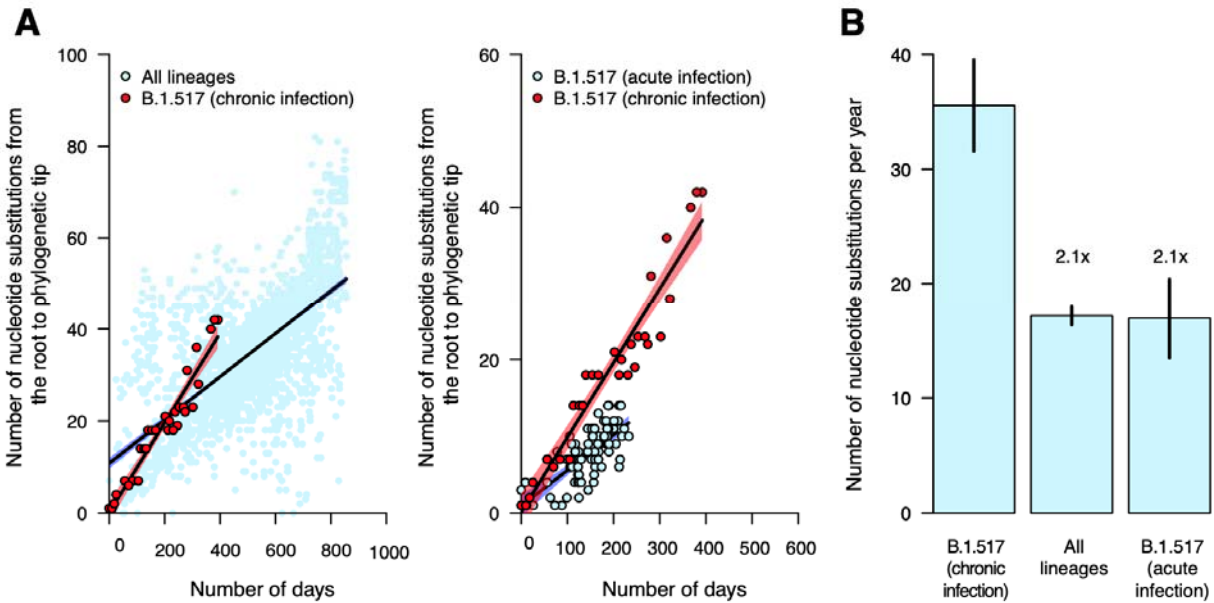 A
Number of nucleotide substitutions from
the root to phylogenetic tip
100
80
60
40
20
0
All lineages
B.1.517 (chronic infection)
0
200
400
600
800
1000
Number of days
Number of nucleotide substitutions from
the root to phylogenetic tip
60
40
20
0
B.1.517 (acute infection)
B.1.517 (chronic infection)
0
100
200
300
400
500
600
Number of days
B
Number of nucleotide substitutions per year
40
30
20
10
0
2.1x
2.1x
B.1.517
(chronic
infection)
All
lineages
B.1.517
(acute
infection)